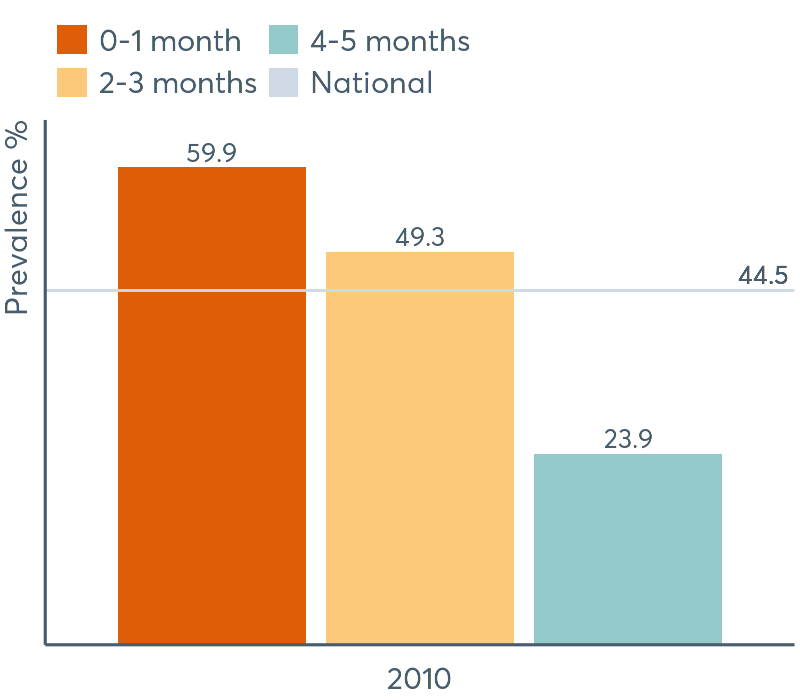 0-1 month
4-5 months
2-3 months
National
Prevalence %
59.9
49.3
44.5
23.9
2010